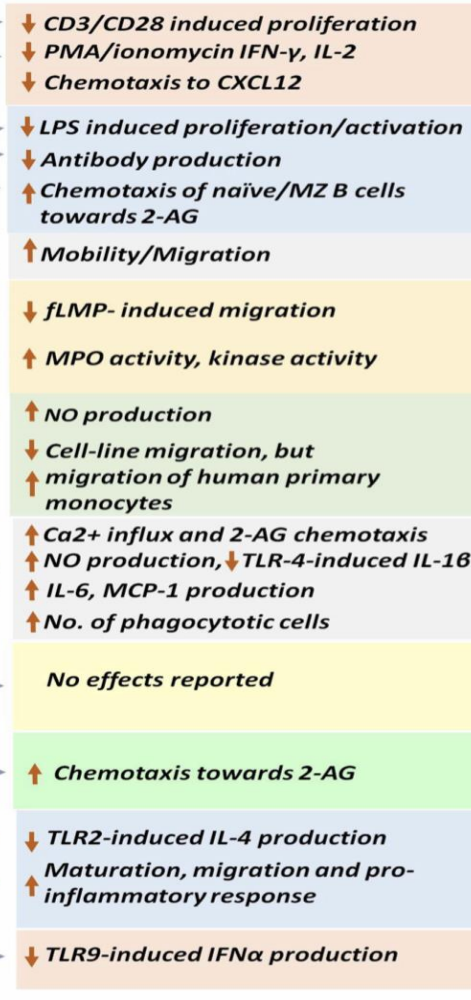 ↓ CD3/CD28 induced proliferation
↓ PMA/ionomycin IFN-γ, IL-2
↓ Chemotaxis to CXCL12
↓ LPS induced proliferation/activation
↓ Antibody production
↑ Chemotaxis of naïve/MZ B cells
towards 2-AG
↑ Mobility/Migration
↓ fLMP- induced migration
↑ MPO activity, kinase activity
↑ NO production
↓ Cell-line migration, but
↑ migration of human primary
monocytes
↑ Ca2+ influx and 2-AG chemotaxis
↑ NO production, ↓ TLR-4-induced IL-1β
↑ IL-6, MCP-1 production
↑ No. of phagocytotic cells
No effects reported
↑ Chemotaxis towards 2-AG
↓ TLR2-induced IL-4 production
↑ Maturation, migration and pro-
inflammatory response
↓ TLR9-induced IFNα production